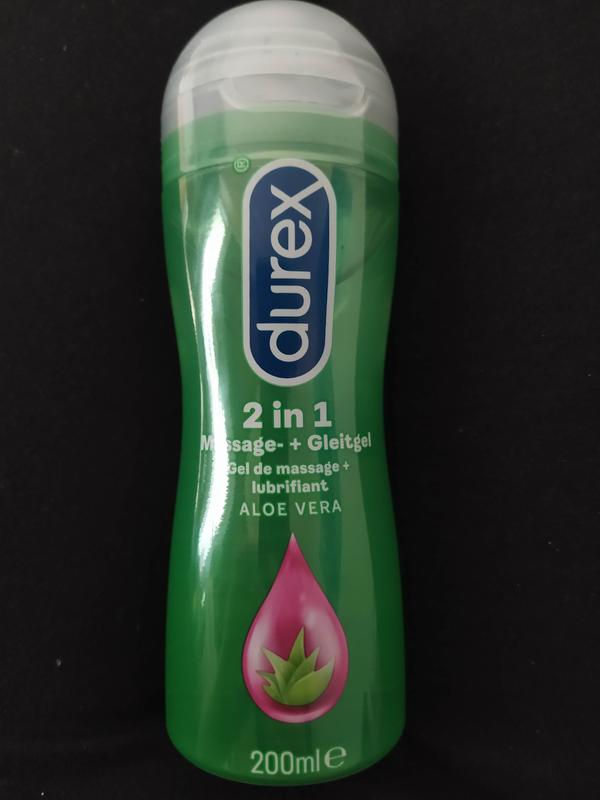 durex
2 in 1
Massage- + Gleitgel
Gel de massage +
lubrifiant
ALOE VERA
200ml ℮